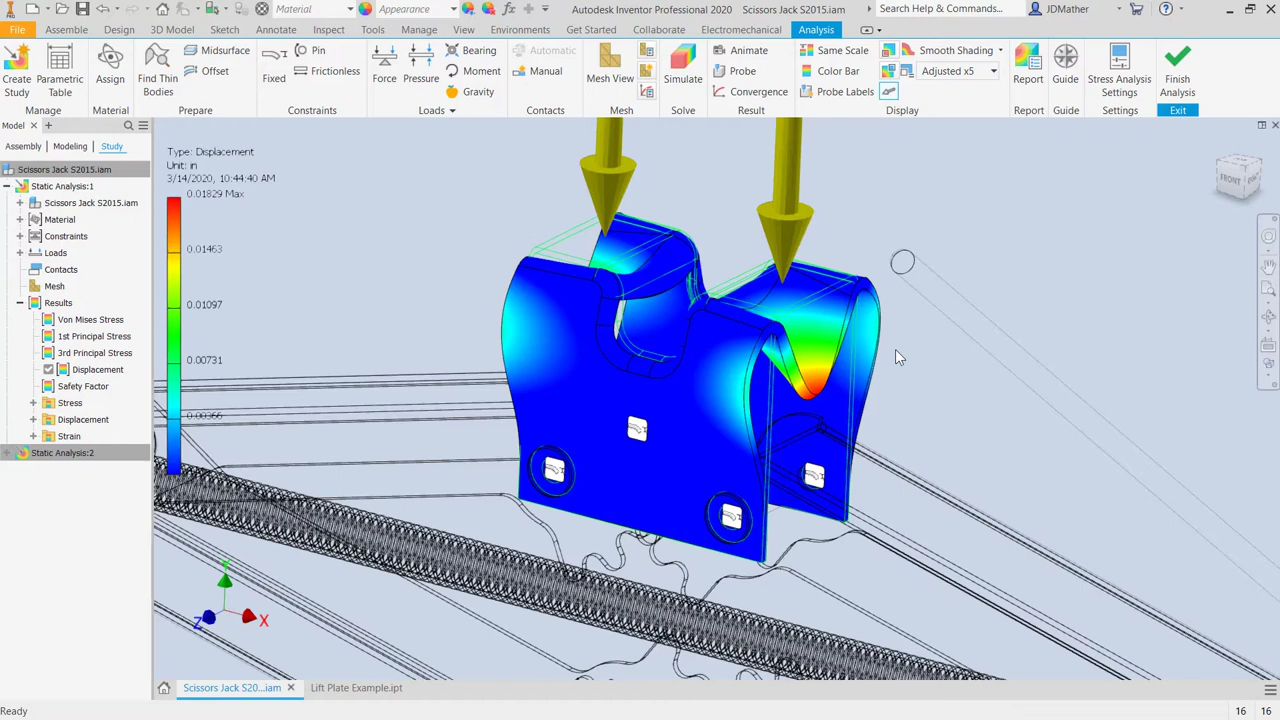 PRO
Material
Appearance
Autodesk Inventor Professional 2020 Scissors Jack S2015.iam
Search Help & Commands...
JDMather
File Assembly Design 3D Model Sketch Annotate Inspect Tools Manage View Environments Get Started Collaborate Electromechanical Analysis
Create Study
Parametric Table
Manage
Assign
Material
Find Thin Bodies
Midsurface
Offset
Prepare
Fixed
Pin
Frictionless
Constraints
Force
Pressure
Bearing
Moment
Gravity
Loads
Automatic
Manual
Contacts
Mesh View
Mesh
Simulate
Solve
Animate
Probe
Convergence
Result
Same Scale
Color Bar
Probe Labels
Smooth Shading
Adjusted x5
Display
Report
Report
Guide
Guide
Stress Analysis Settings
Settings
Finish Analysis
Exit
Model
Assembly Modeling Study
Scissors Jack S2015.iam
Static Analysis:1
Scissors Jack S2015.iam
Material
Constraints
Loads
Contacts
Mesh
Results
Von Mises Stress
1st Principal Stress
3rd Principal Stress
Displacement
Safety Factor
Stress
Displacement
Strain
Static Analysis:2
Type: Displacement
Unit: in
3/14/2020, 10:44:40 AM
0.01829 Max
0.01463
0.01097
0.00731
0.00366
FRONT
Y
Z
X
Scissors Jack S20...iam
Lift Plate Example.ipt
Ready
16 16